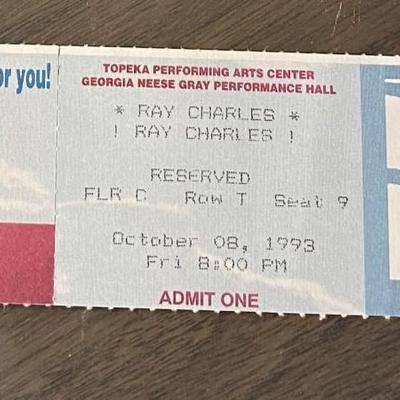 or you!
TOPEKA PERFORMING ARTS CENTER
GEORGIA NEESE GRAY PERFORMANCE HALL
* RAY CHARLES *
! RAY CHARLES !
RESERVED
FLR C Row T Seat 9
October 08, 1993
Fri 8:00 PM
ADMIT ONE